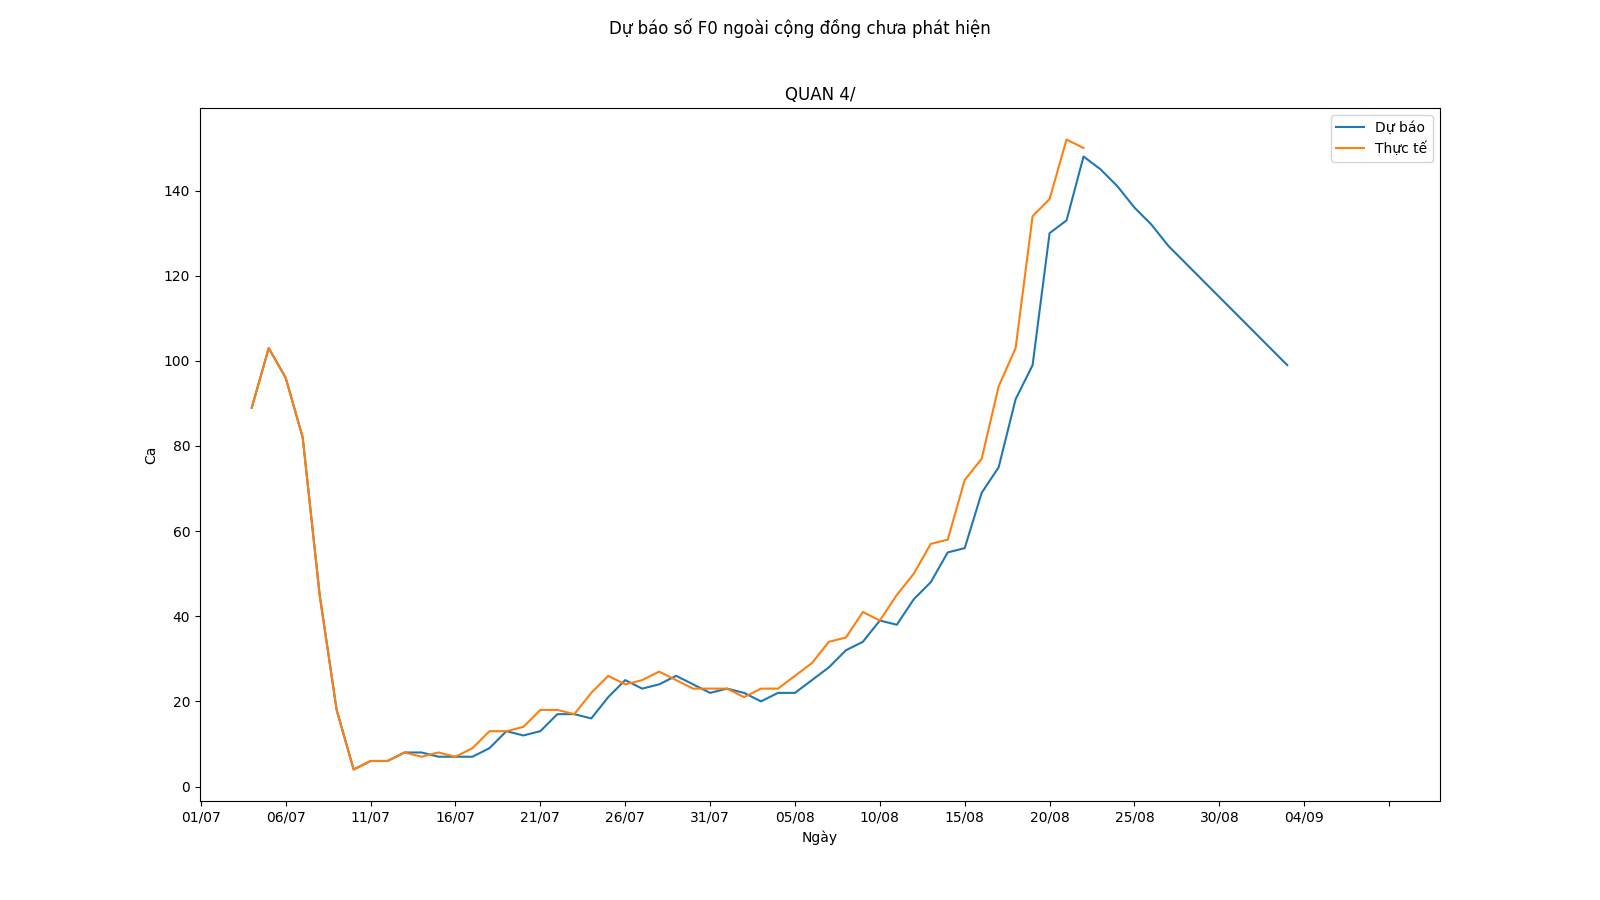 Dự báo số F0 ngoài cộng đồng chưa phát hiện
QUAN 4/
Dự báo
Thực tế
140
120
100
80
60
40
20
0
Ca
01/07 06/07 11/07 16/07 21/07 26/07 31/07 05/08 10/08 15/08 20/08 25/08 30/08 04/09
Ngày